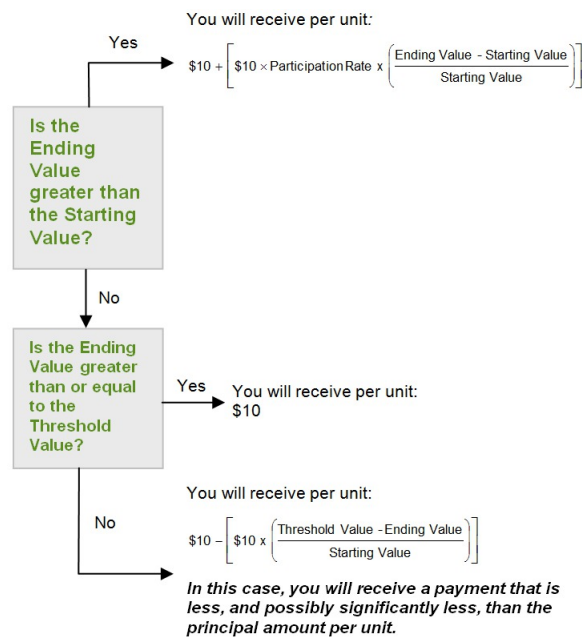 You will receive per unit:
Yes
$10 + [ $10 × Participation Rate x ( Ending Value - Starting Value
Starting Value ) ]
Is the
Ending
Value
greater than
the Starting
Value?
No
Is the Ending
Value greater
than or equal
to the
Threshold
Value?
Yes
You will receive per unit:
$10
You will receive per unit:
No
$10 – [ $10 x ( Threshold Value - Ending Value
Starting Value ) ]
In this case, you will receive a payment that is
less, and possibly significantly less, than the
principal amount per unit.